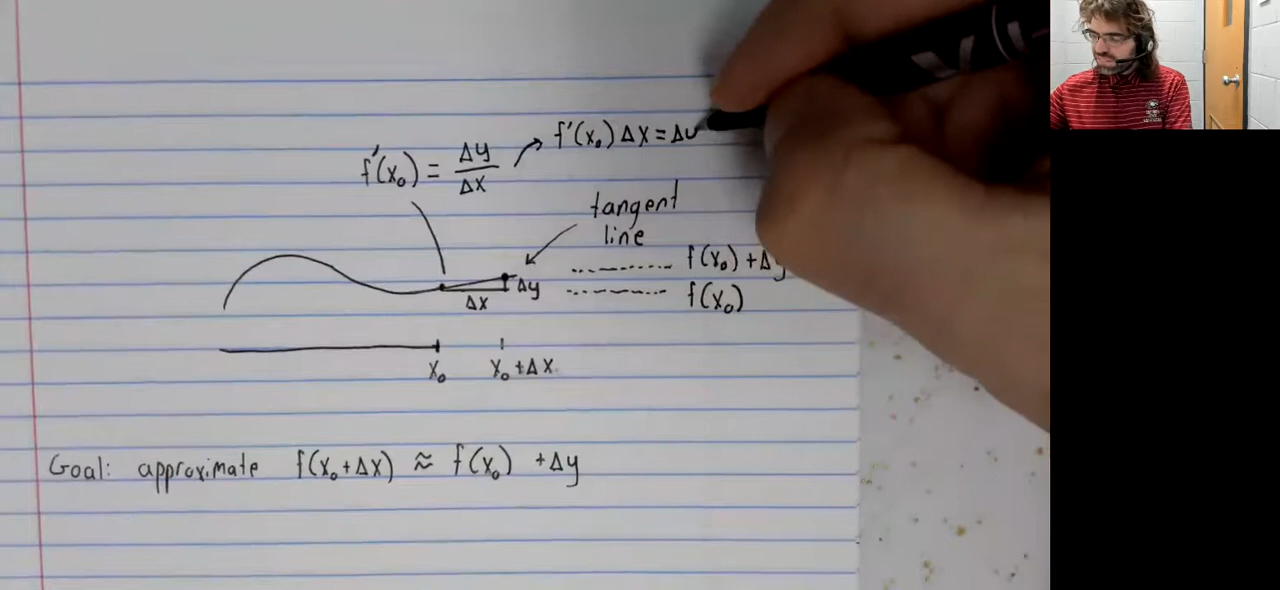 f'(x₀) Δx = Δy
f'(x₀) = Δy/Δx
tangent
line
f(x₀) + Δy
f(x₀)
Δy
Δx
x₀
x₀ + Δx
Goal: approximate f(x₀ + Δx) ≈ f(x₀) + Δy